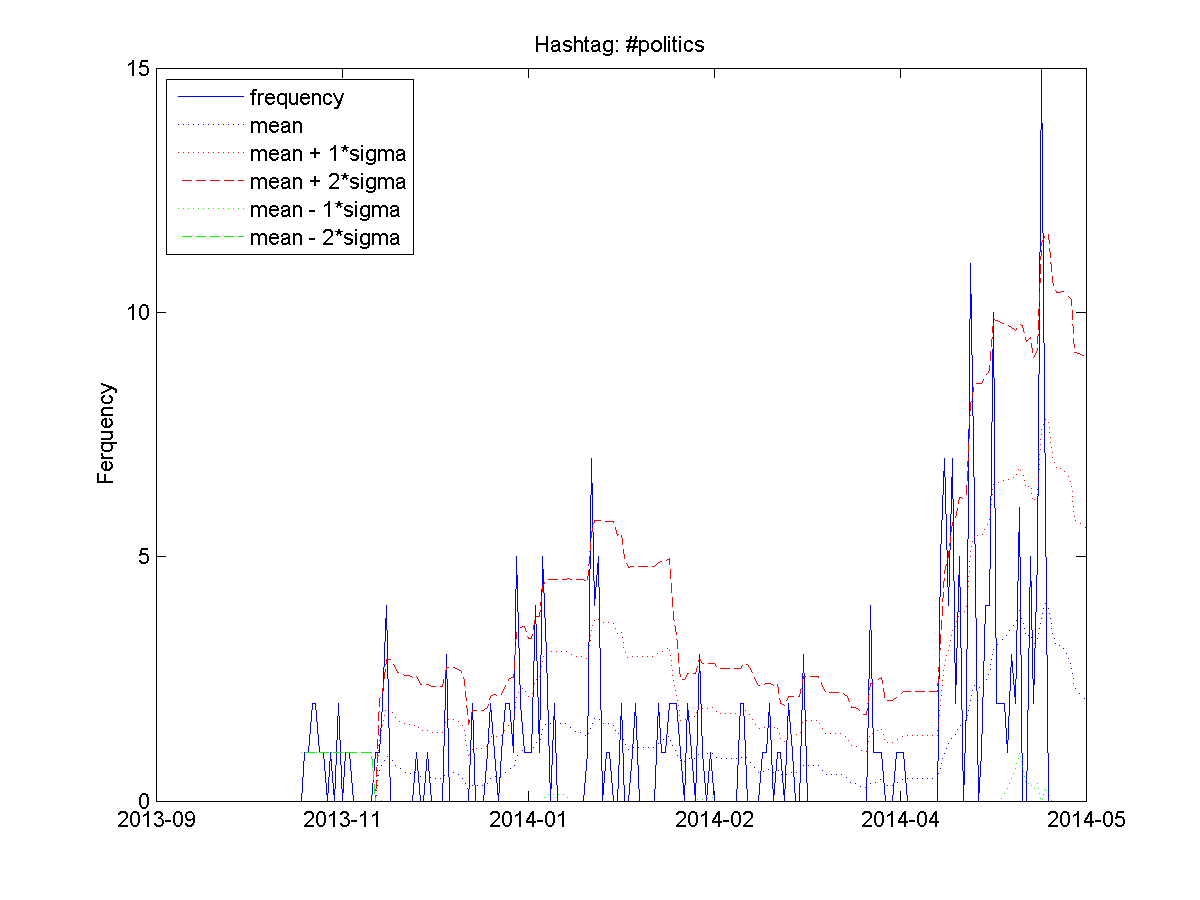 Hashtag: #politics
15
10
5
0
Ferquency
frequency
mean
mean + 1*sigma
mean + 2*sigma
mean - 1*sigma
mean - 2*sigma
2013-09
2013-11
2014-01
2014-02
2014-04
2014-05